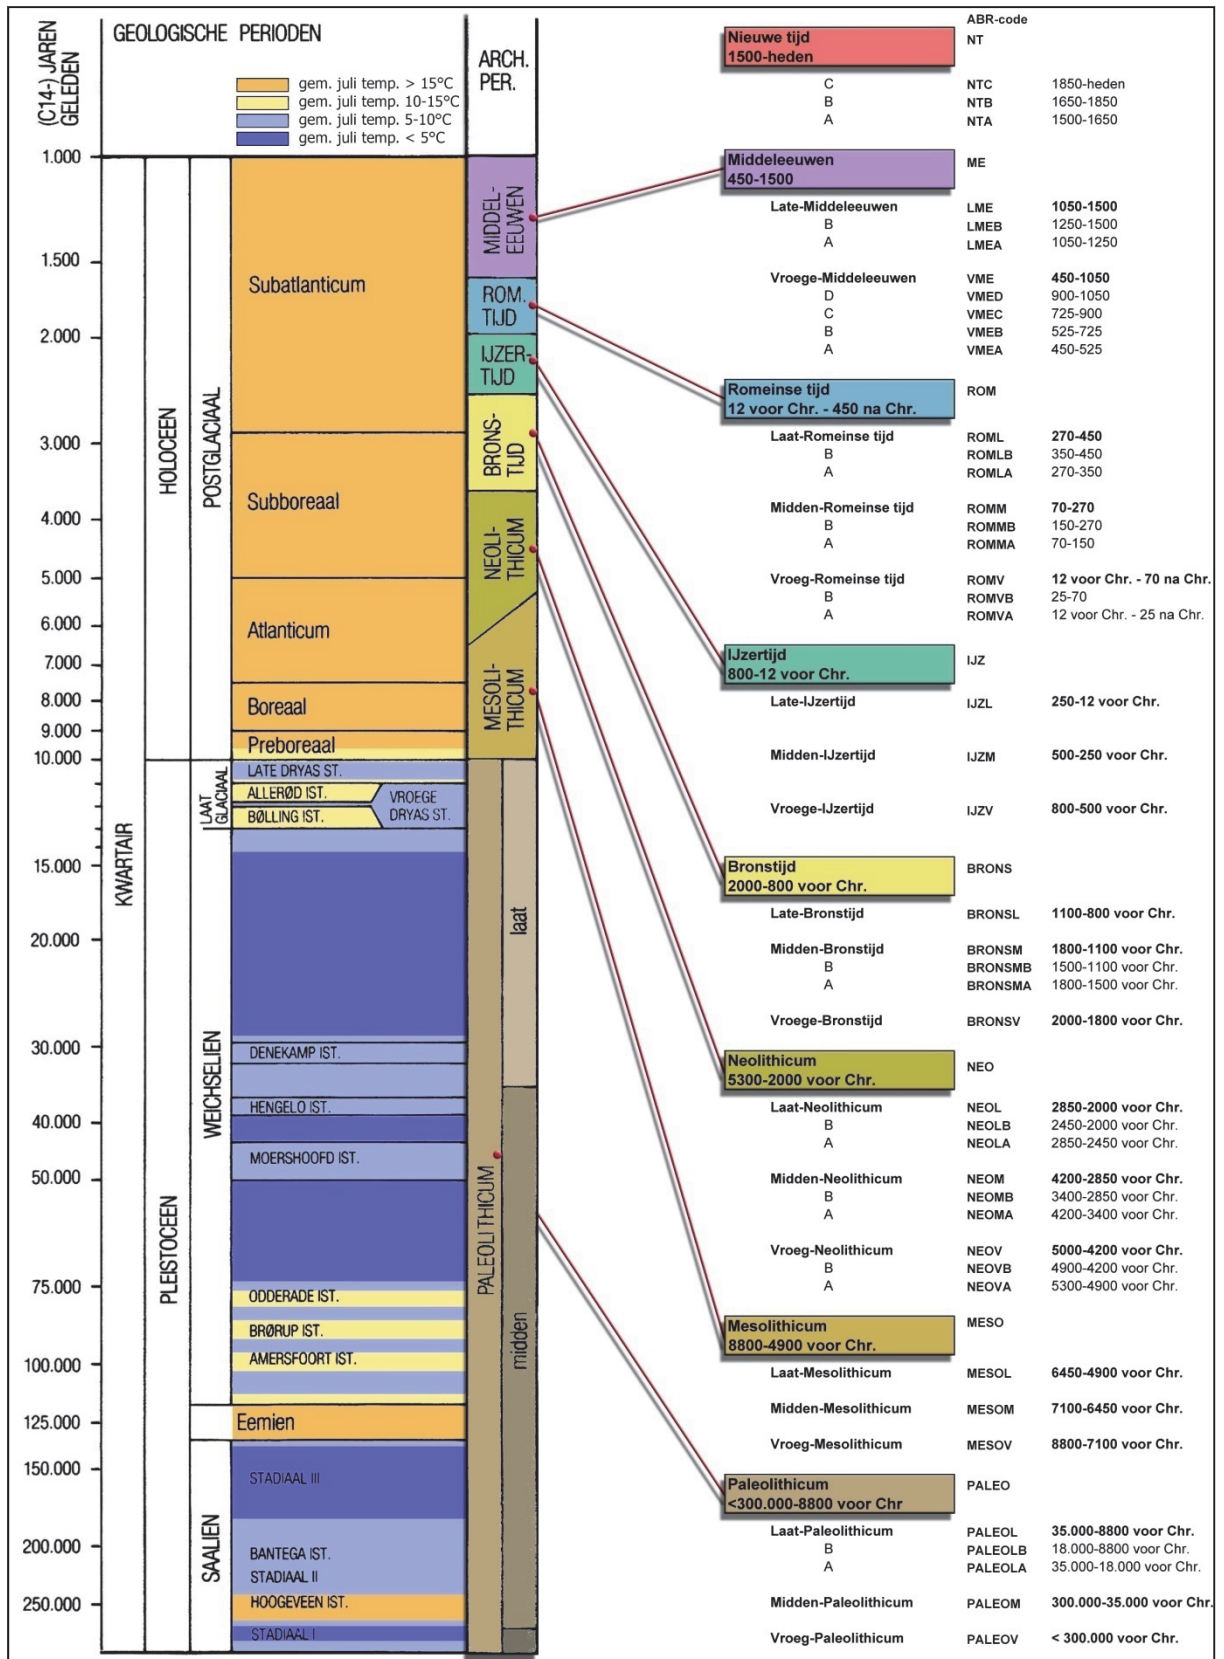 (C14-) JAREN
GELEDEN
GEOLOGISCHE PERIODEN
gem. juli temp. > 15°C
gem. juli temp. 10-15°C
gem. juli temp. 5-10°C
gem. juli temp. < 5°C
ARCH.
PER.
1.000
1.500
2.000
3.000
4.000
5.000
6.000
7.000
8.000
9.000
10.000
15.000
20.000
30.000
40.000
50.000
75.000
100.000
125.000
150.000
200.000
250.000
KWARTAIR
HOLOCEEN
PLEISTOCEEN
POSTGLACIAAL
LAAT
GLACIAAL
WEICHSELIEN
SAALIEN
Subatlanticum
Subboreaal
Atlanticum
Boreaal
Preboreaal
LATE DRYAS ST.
ALLERØD IST.
VROEGE
DRYAS ST.
BØLLING IST.
DENEKAMP IST.
HENGELO IST.
MOERSHOOFD IST.
ODDERADE IST.
BRØRUP IST.
AMERSFOORT IST.
Eemien
STADIAAL III
BANTEGA IST.
STADIAAL II
HOOGEVEEN IST.
STADIAAL I
MIDDEL-
EEUWEN
ROM.
TIJD
IJZER-
TIJD
BRONS-
TIJD
NEOLI-
THICUM
MESOLI-
THICUM
PALEOLITHICUM
laat
midden
ABR-code
Nieuwe tijd NT
1500-heden
C NTC 1850-heden
B NTB 1650-1850
A NTA 1500-1650
Middeleeuwen ME
450-1500
Late-Middeleeuwen LME 1050-1500
B LMEB 1250-1500
A LMEA 1050-1250
Vroege-Middeleeuwen VME 450-1050
D VMED 900-1050
C VMEC 725-900
B VMEB 525-725
A VMEA 450-525
Romeinse tijd ROM
12 voor Chr. - 450 na Chr.
Laat-Romeinse tijd ROML 270-450
B ROMLB 350-450
A ROMLA 270-350
Midden-Romeinse tijd ROMM 70-270
B ROMMB 150-270
A ROMMA 70-150
Vroeg-Romeinse tijd ROMV 12 voor Chr. - 70 na Chr.
B ROMVB 25-70
A ROMVA 12 voor Chr. - 25 na Chr.
IJzertijd IJZ
800-12 voor Chr.
Late-IJzertijd IJZL 250-12 voor Chr.
Midden-IJzertijd IJZM 500-250 voor Chr.
Vroege-IJzertijd IJZV 800-500 voor Chr.
Bronstijd BRONS
2000-800 voor Chr.
Late-Bronstijd BRONSL 1100-800 voor Chr.
Midden-Bronstijd BRONSM 1800-1100 voor Chr.
B BRONSMB 1500-1100 voor Chr.
A BRONSMA 1800-1500 voor Chr.
Vroege-Bronstijd BRONSV 2000-1800 voor Chr.
Neolithicum NEO
5300-2000 voor Chr.
Laat-Neolithicum NEOL 2850-2000 voor Chr.
B NEOLB 2450-2000 voor Chr.
A NEOLA 2850-2450 voor Chr.
Midden-Neolithicum NEOM 4200-2850 voor Chr.
B NEOMB 3400-2850 voor Chr.
A NEOMA 4200-3400 voor Chr.
Vroeg-Neolithicum NEOV 5000-4200 voor Chr.
B NEOVB 4900-4200 voor Chr.
A NEOVA 5300-4900 voor Chr.
Mesolithicum MESO
8800-4900 voor Chr.
Laat-Mesolithicum MESOL 6450-4900 voor Chr.
Midden-Mesolithicum MESOM 7100-6450 voor Chr.
Vroeg-Mesolithicum MESOV 8800-7100 voor Chr.
Paleolithicum PALEO
<300.000-8800 voor Chr
Laat-Paleolithicum PALEOL 35.000-8800 voor Chr.
B PALEOLB 18.000-8800 voor Chr.
A PALEOLA 35.000-18.000 voor Chr.
Midden-Paleolithicum PALEOM 300.000-35.000 voor Chr.
Vroeg-Paleolithicum PALEOV < 300.000 voor Chr.